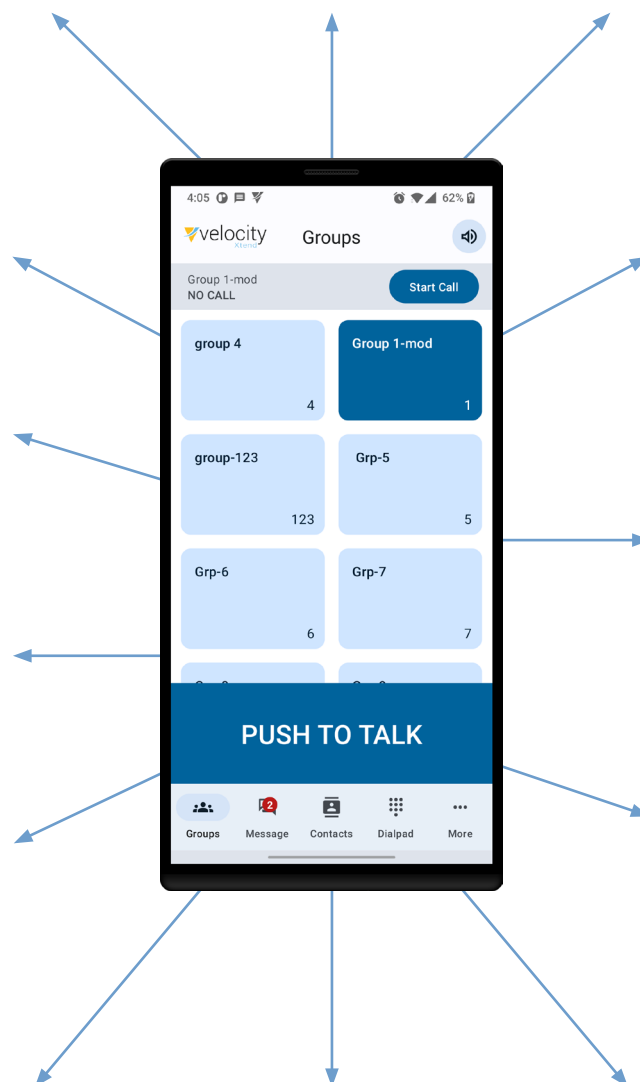 4:05
62%
velocity
Xtend
Groups
Group 1-mod
NO CALL
Start Call
group 4
4
Group 1-mod
1
group-123
123
Grp-5
5
Grp-6
6
Grp-7
7
PUSH TO TALK
2
Groups
Message
Contacts
Dialpad
More